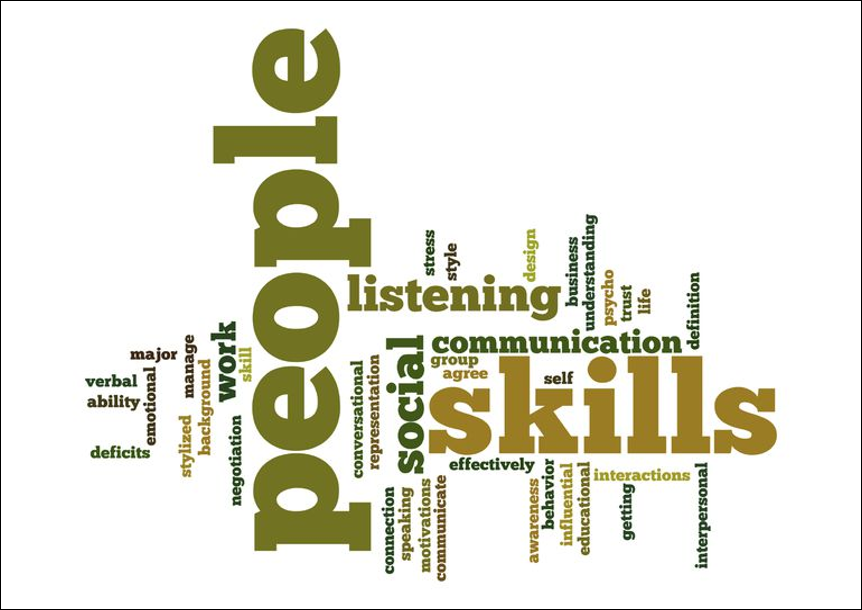 people
listening
social
communication
skills
stress
style
design
business
understanding
psycho
trust
life
definition
group
agree
self
major
verbal
ability
emotional
deficits
manage
background
stylized
work
skill
negotiation
conversational
representation
effectively
interactions
connection
speaking
motivations
communicate
awareness
behavior
influential
educational
getting
interpersonal